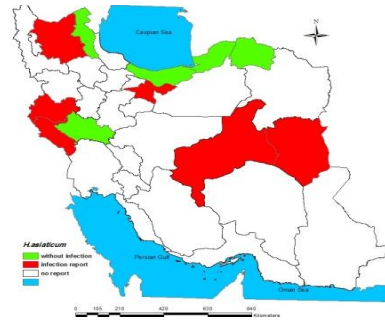 Caspian Sea
N
H.asiaticum
without infection
infection report
no report
Persian Gulf
Oman Sea
0
210
420
630
840
Kilometers